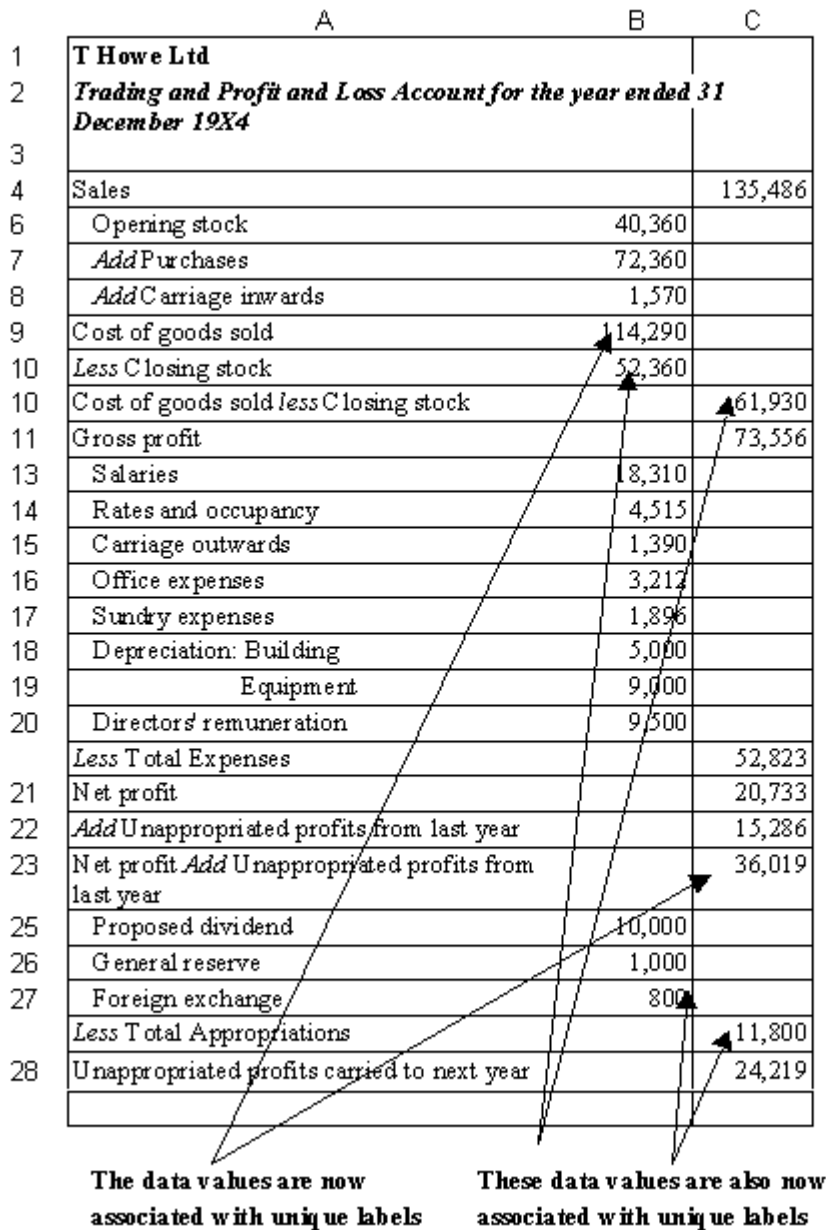 A B C
1 T Howe Ltd
2 Trading and Profit and Loss Account for the year ended 31
December 19X4
3
4 Sales 135,486
6 Opening stock 40,360
7 Add Purchases 72,360
8 Add Carriage inwards 1,570
9 Cost of goods sold 114,290
10 Less Closing stock 52,360
10 Cost of goods sold less Closing stock 61,930
11 Gross profit 73,556
13 Salaries 18,310
14 Rates and occupancy 4,515
15 Carriage outwards 1,390
16 Office expenses 3,212
17 Sundry expenses 1,896
18 Depreciation: Building 5,000
19 Equipment 9,000
20 Directors' remuneration 9,500
Less Total Expenses 52,823
21 Net profit 20,733
22 Add Unappropriated profits from last year 15,286
23 Net profit Add Unappropriated profits from 36,019
last year
25 Proposed dividend 10,000
26 General reserve 1,000
27 Foreign exchange 800
Less Total Appropriations 11,800
28 Unappropriated profits carried to next year 24,219
The data values are now
associated with unique labels
These data values are also now
associated with unique labels